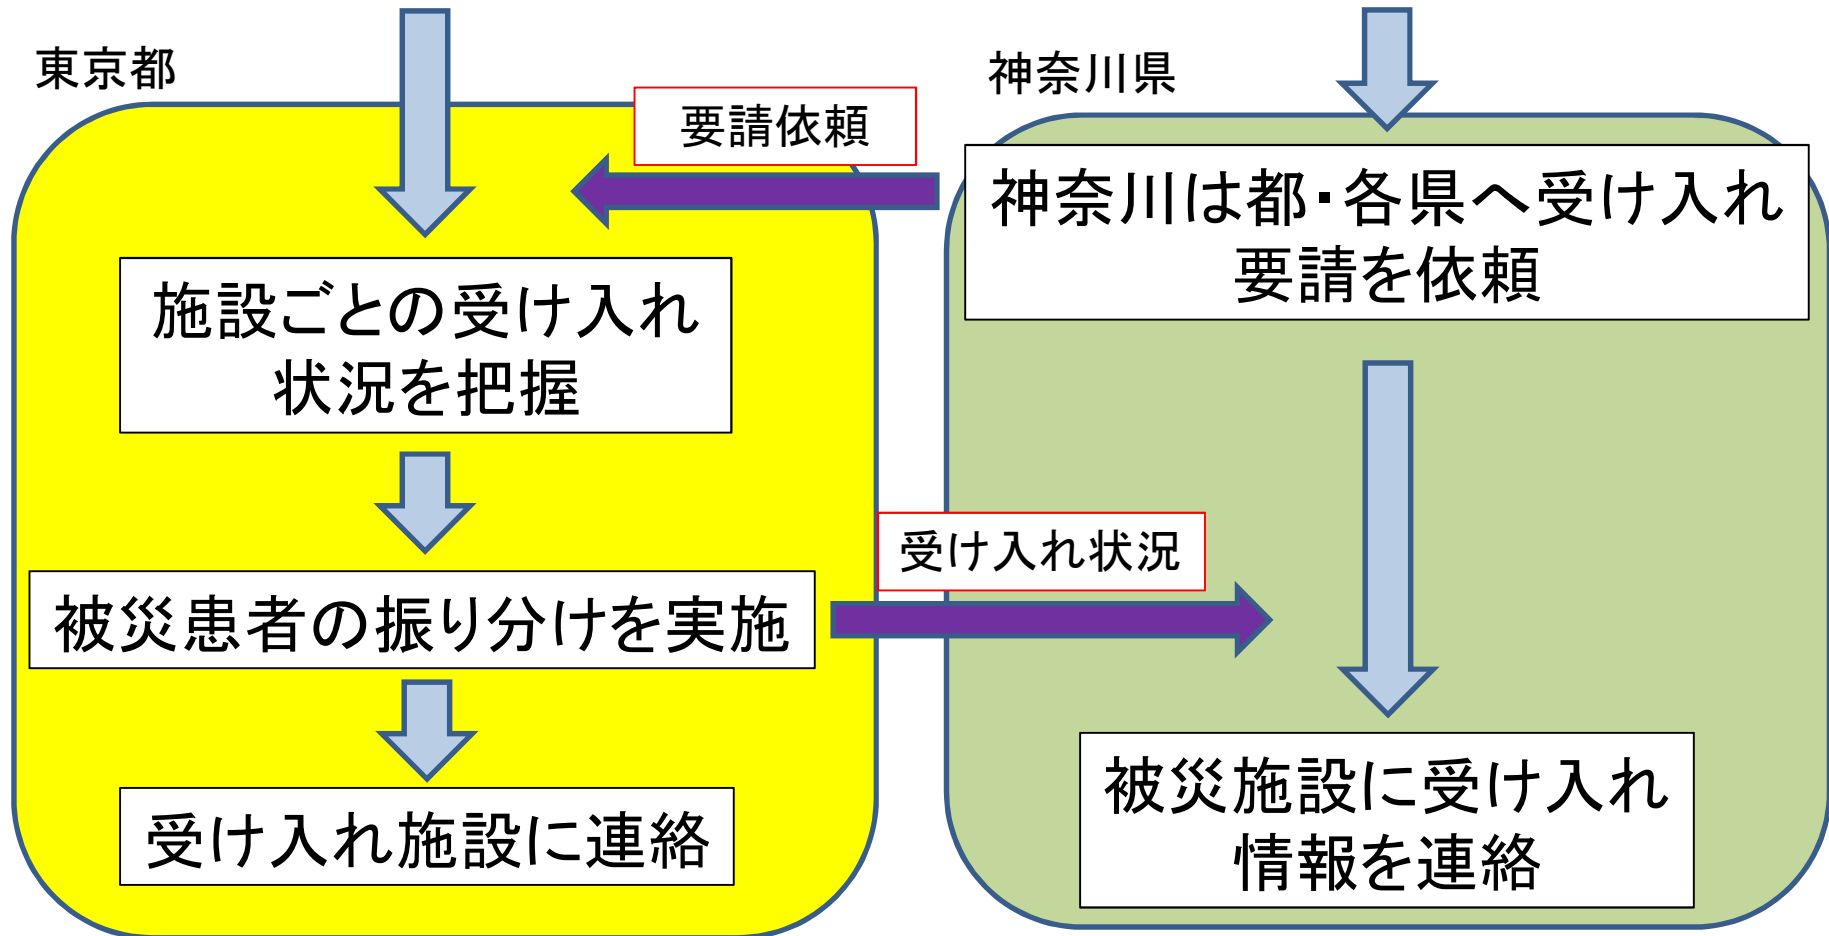 東京都
要請依頼
施設ごとの受け入れ
状況を把握
被災患者の振り分けを実施
受け入れ施設に連絡
神奈川県
神奈川は都・各県へ受け入れ
要請を依頼
受け入れ状況
被災施設に受け入れ
情報を連絡